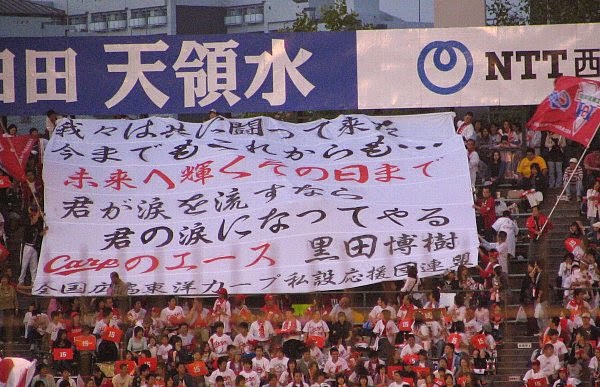 田 天領水
NTT西
我々は共に闘って来た
今までもこれからも…
未来へ輝くその日まで
君が涙を流すなら
君の涙になってやる
Carpのエース 黒田博樹
全国広島東洋カープ私設応援団連盟
15